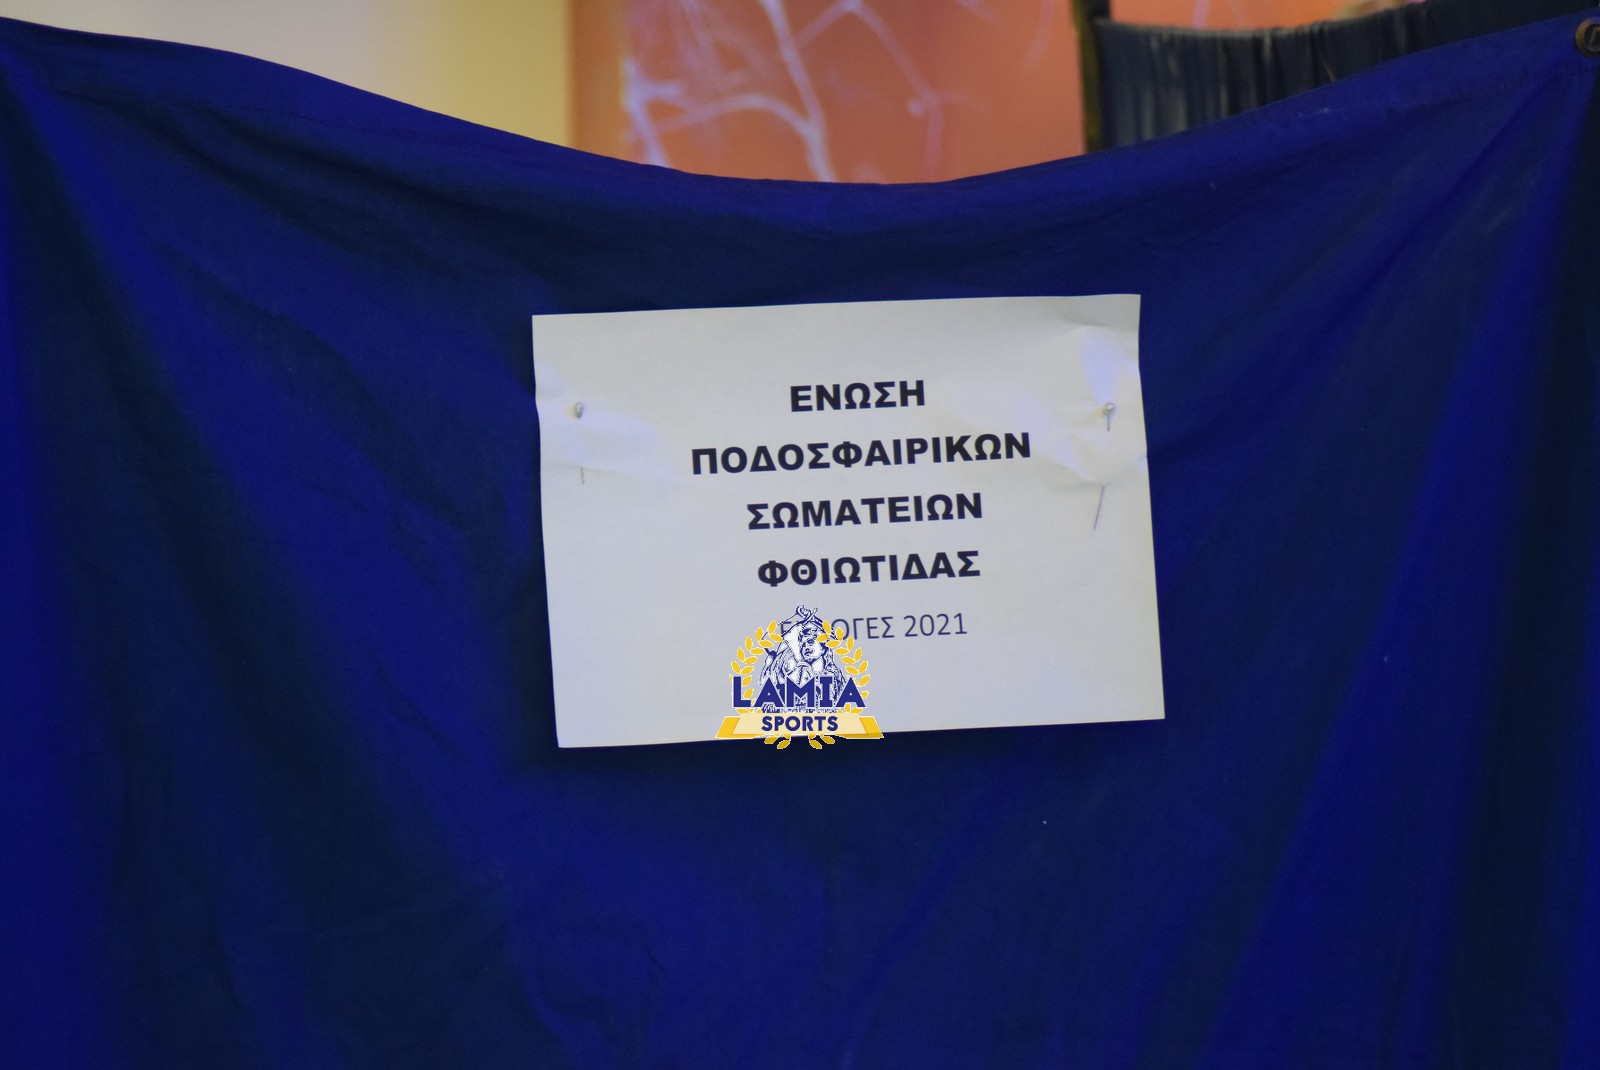 ΕΝΩΣΗ
ΠΟΔΟΣΦΑΙΡΙΚΩΝ
ΣΩΜΑΤΕΙΩΝ
ΦΘΙΩΤΙΔΑΣ
2021
LAMIA
SPORTS